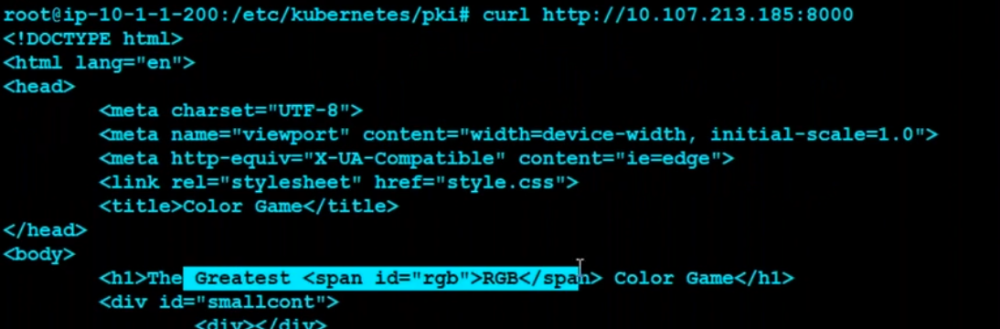 root@ip-10-1-1-200:/etc/kubernetes/pki# curl http://10.107.213.185:8000
<!DOCTYPE html>
<html lang="en">
<head>
<meta charset="UTF-8">
<meta name="viewport" content="width=device-width, initial-scale=1.0">
<meta http-equiv="X-UA-Compatible" content="ie=edge">
<link rel="stylesheet" href="style.css">
<title>Color Game</title>
</head>
<body>
<h1>The Greatest <span id="rgb">RGB</span> Color Game</h1>
<div id="smallcont">
<div></div>